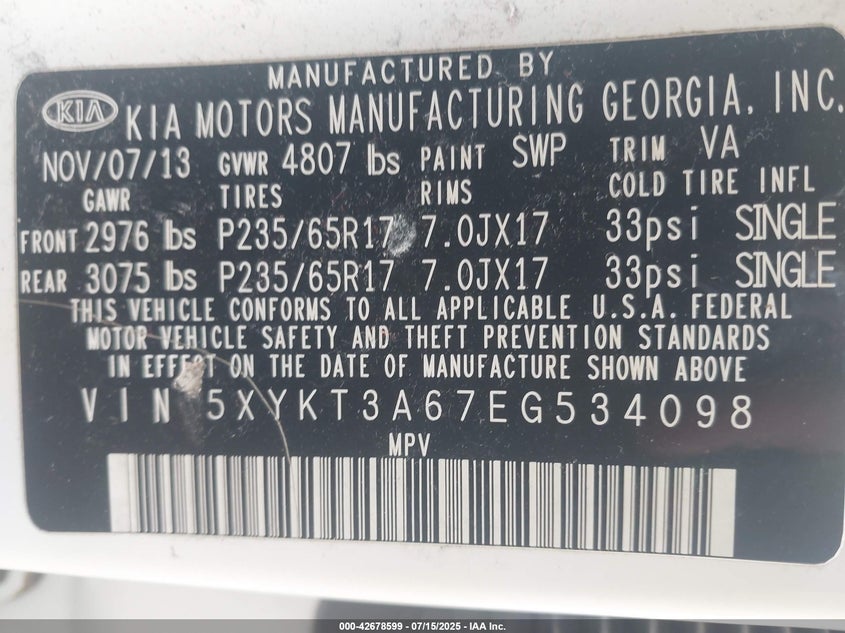 MANUFACTURED BY
KIA KIA MOTORS MANUFACTURING GEORGIA, INC.
NOV/07/13 GVWR 4807 lbs PAINT SWP TRIM VA
GAWR TIRES RIMS COLD TIRE INFL
FRONT 2976 lbs P235/65R17 7.0JX17 33psi SINGLE
REAR 3075 lbs P235/65R17 7.0JX17 33psi SINGLE
THIS VEHICLE CONFORMS TO ALL APPLICABLE U.S.A. FEDERAL
MOTOR VEHICLE SAFETY AND THEFT PREVENTION STANDARDS
IN EFFECT ON THE DATE OF MANUFACTURE SHOWN ABOVE
VIN 5XYKT3A67EG534098
MPV
000-42678599 - 07/15/2025 - IAA Inc.